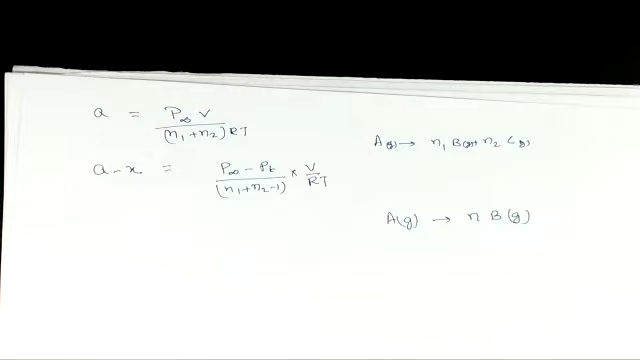 a = P∞ V / (n₁+n₂) RT
A(g) → n₁ B(g) + n₂ C(g)
a-x = P∞ - Pt / (n₁+n₂-1) × V / RT
A(g) → n B(g)